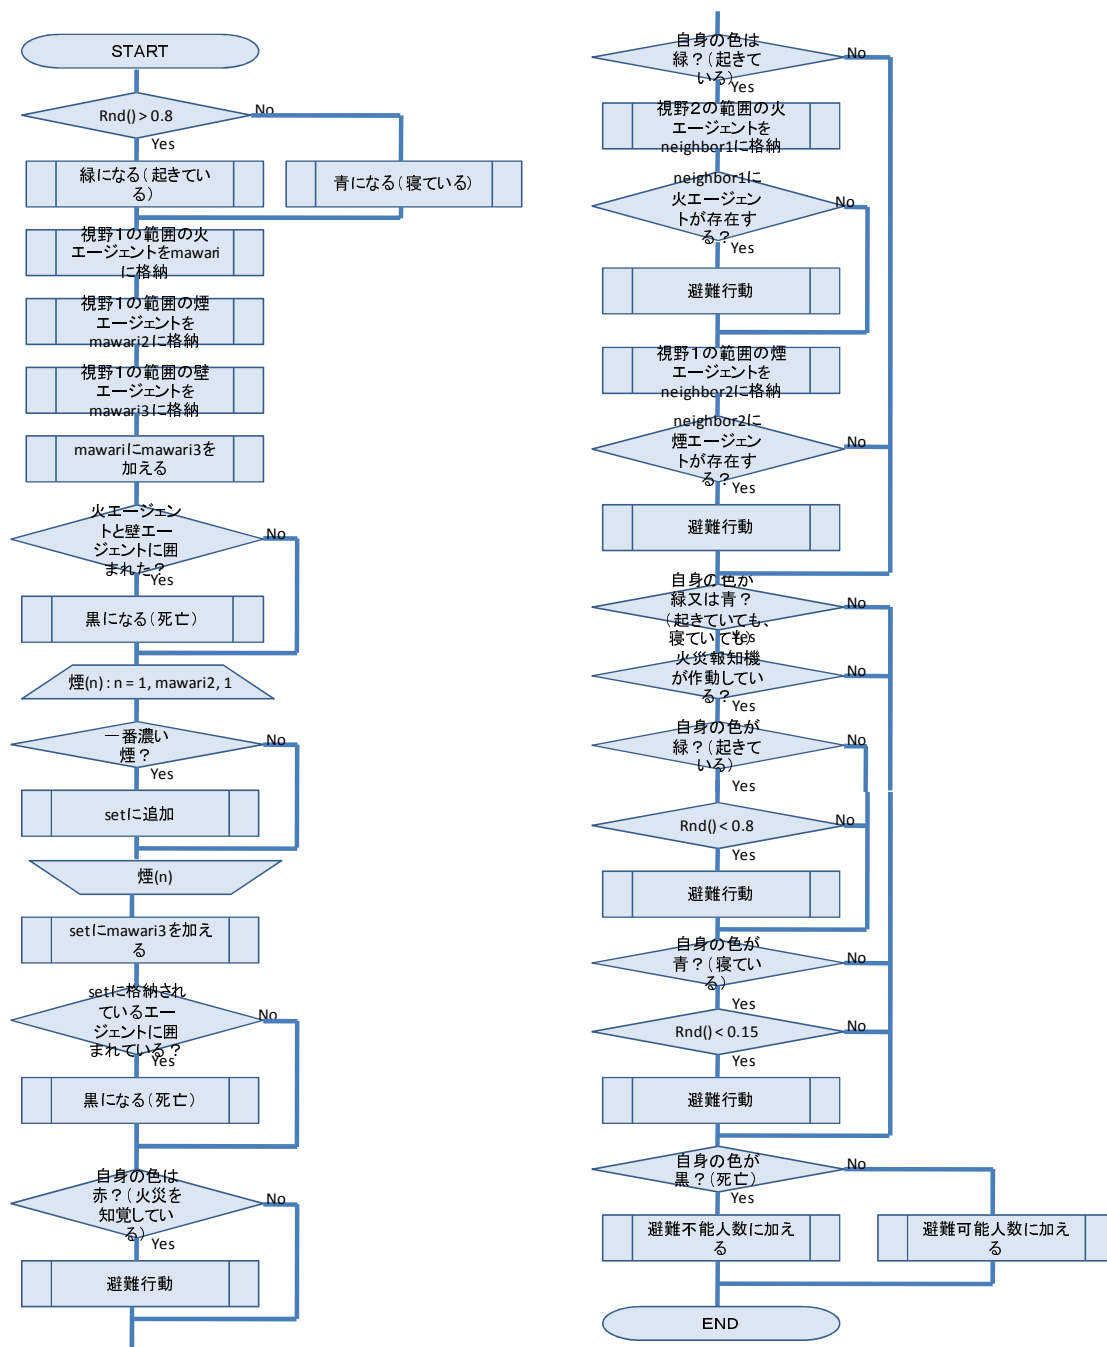 START
Rnd() > 0.8
No
Yes
緑になる（起きてい
る）
青になる（寝ている）
視野１の範囲の火
エージェントをmawari
に格納
視野１の範囲の煙
エージェントを
mawari2に格納
視野１の範囲の壁
エージェントを
mawari3に格納
mawariにmawari3を
加える
火エージェン
トと壁エー
ジェントに囲
まれた？
No
Yes
黒になる（死亡）
煙(n) : n = 1, mawari2, 1
一番濃い
煙？
No
Yes
setに追加
煙(n)
setにmawari3を加え
る
setに格納され
ているエー
ジェントに囲
まれている？
No
Yes
黒になる（死亡）
自身の色は
赤？（火災を
知覚してい
る）
No
Yes
避難行動
自身の色は
緑？（起きて
いる）
No
Yes
視野2の範囲の火
エージェントを
neighbor1に格納
neighbor1に
火エージェン
トが存在す
る？
No
Yes
避難行動
視野1の範囲の煙
エージェントを
neighbor2に格納
neighbor2に
煙エージェン
トが存在す
る？
No
Yes
避難行動
自身の色が
緑又は青？
（起きていても、
寝ていても）
No
Yes
火災報知機
が作動してい
る？
No
Yes
自身の色が
緑？（起きて
いる）
No
Yes
Rnd() < 0.8
No
Yes
避難行動
自身の色が
青？（寝てい
る）
No
Yes
Rnd() < 0.15
No
Yes
避難行動
自身の色が
黒？（死亡）
No
Yes
避難不能人数に加え
る
避難可能人数に加え
る
END